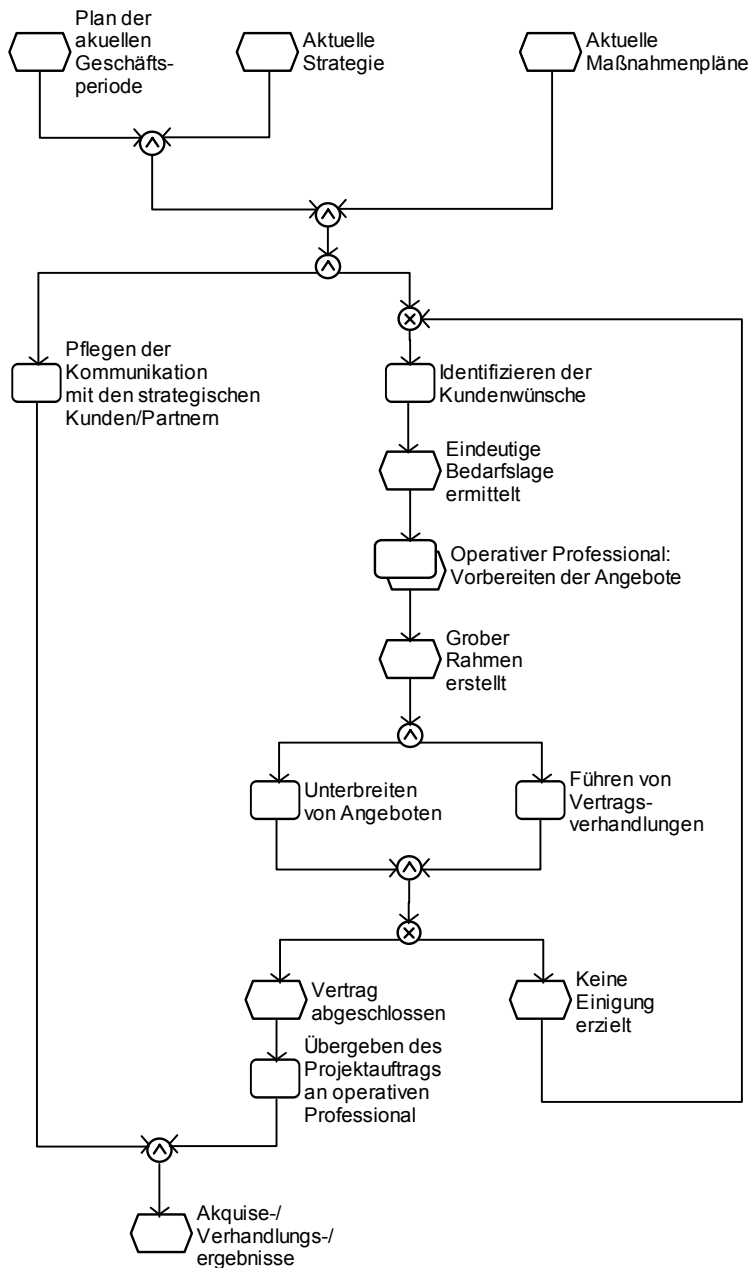 Plan der
akuellen
Geschäfts-
periode
Aktuelle
Strategie
Aktuelle
Maßnahmenpläne
Pflegen der
Kommunikation
mit den strategischen
Kunden/Partnern
Identifizieren der
Kundenwünsche
Eindeutige
Bedarfslage
ermittelt
Operativer Professional:
Vorbereiten der Angebote
Grober
Rahmen
erstellt
Unterbreiten
von Angeboten
Führen von
Vertrags-
verhandlungen
Vertrag
abgeschlossen
Keine
Einigung
erzielt
Übergeben des
Projektauftrags
an operativen
Professional
Akquise-/
Verhandlungs-/
ergebnisse